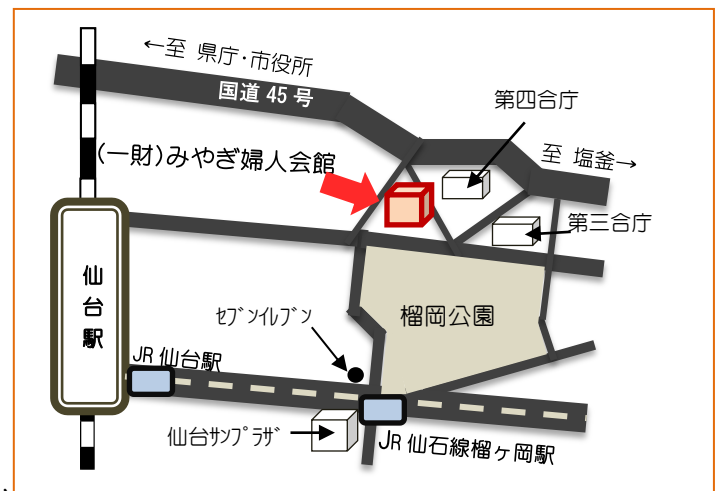 ←至 県庁・市役所
国道 45 号
第四合庁
至 塩釜→
(一財)みやぎ婦人会館
第三合庁
仙台駅
ｾﾌﾞﾝｲﾚﾌﾞﾝ
榴岡公園
JR 仙台駅
仙台ｻﾝﾌﾟﾗｻﾞ
JR 仙石線榴ヶ岡駅